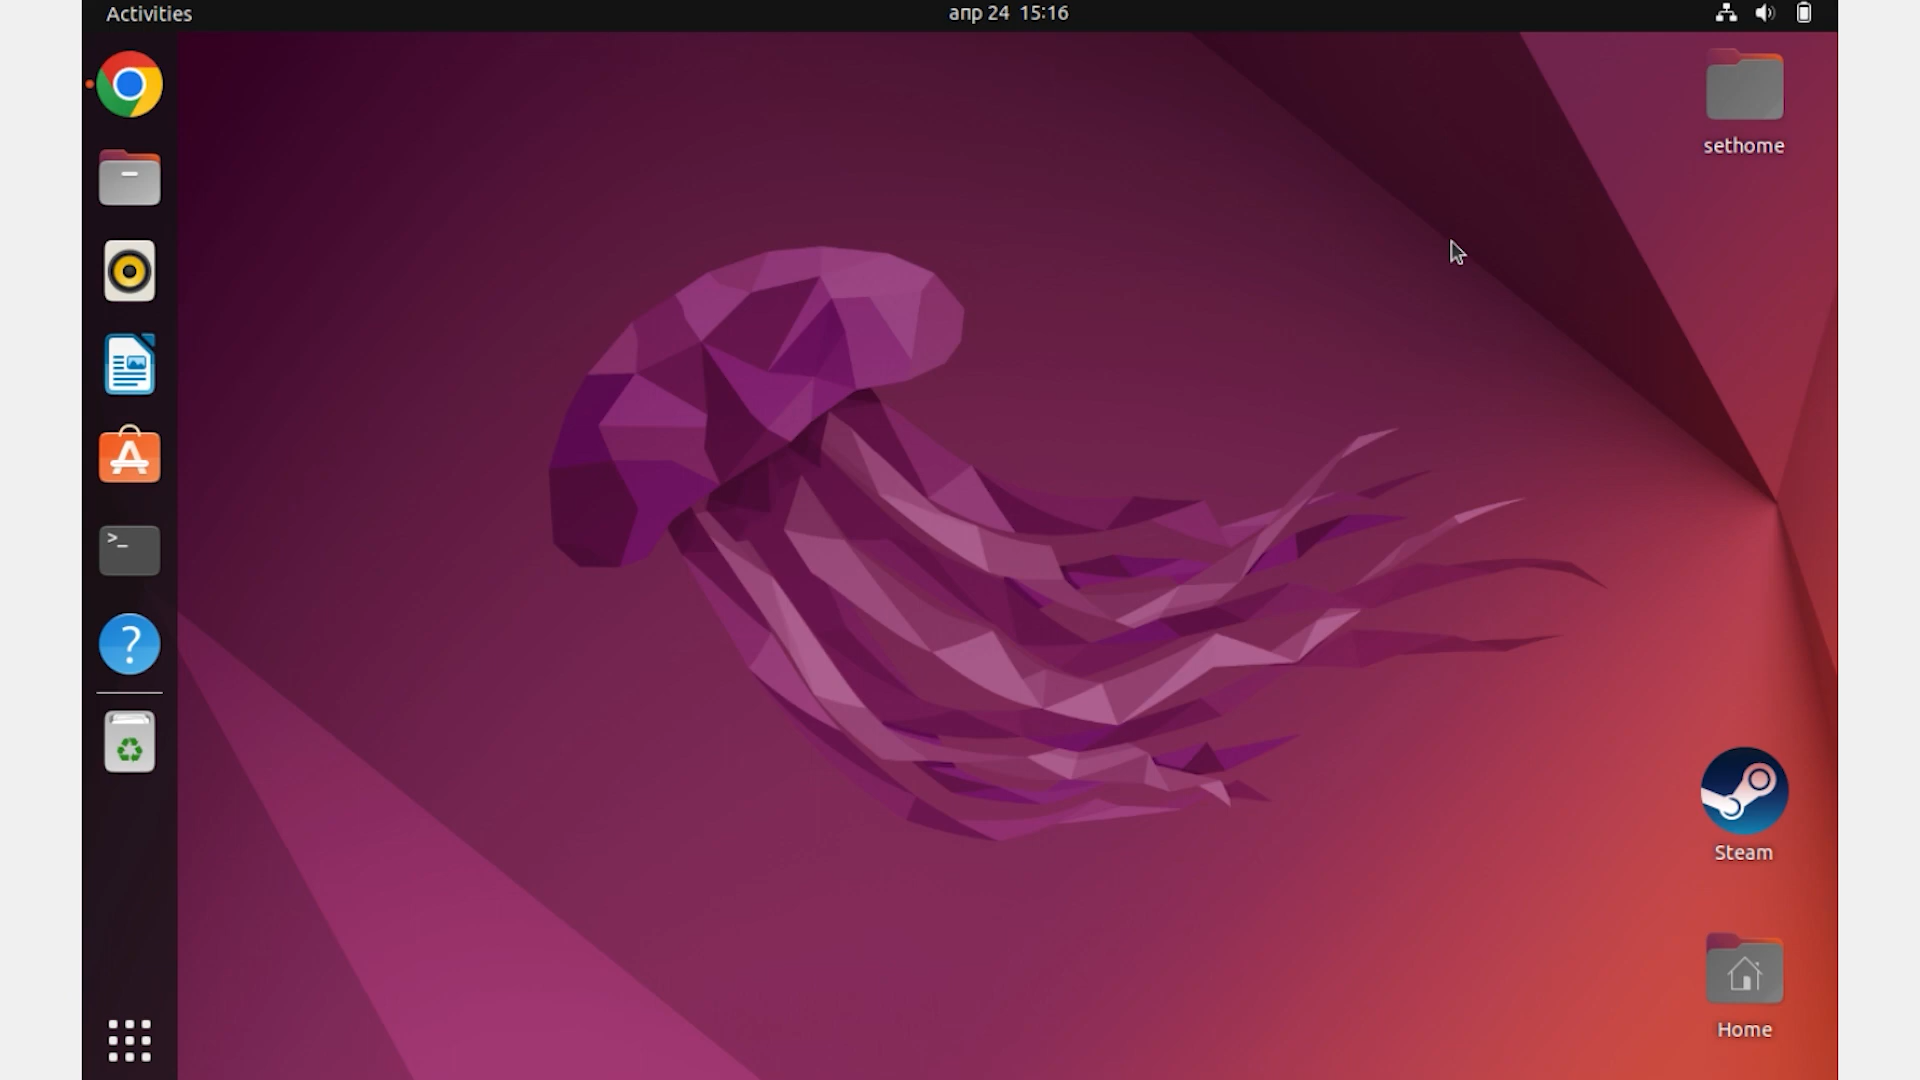 Activities
апр 24 15:16
sethome
Steam
Home